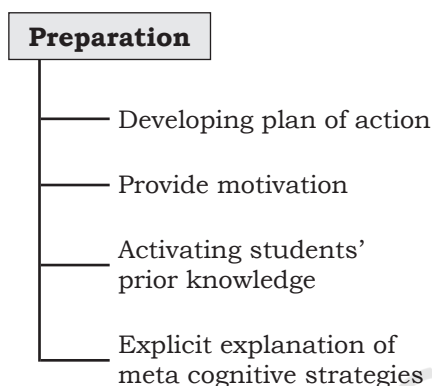 Preparation
Developing plan of action
Provide motivation
Activating students’
prior knowledge
Explicit explanation of
meta cognitive strategies